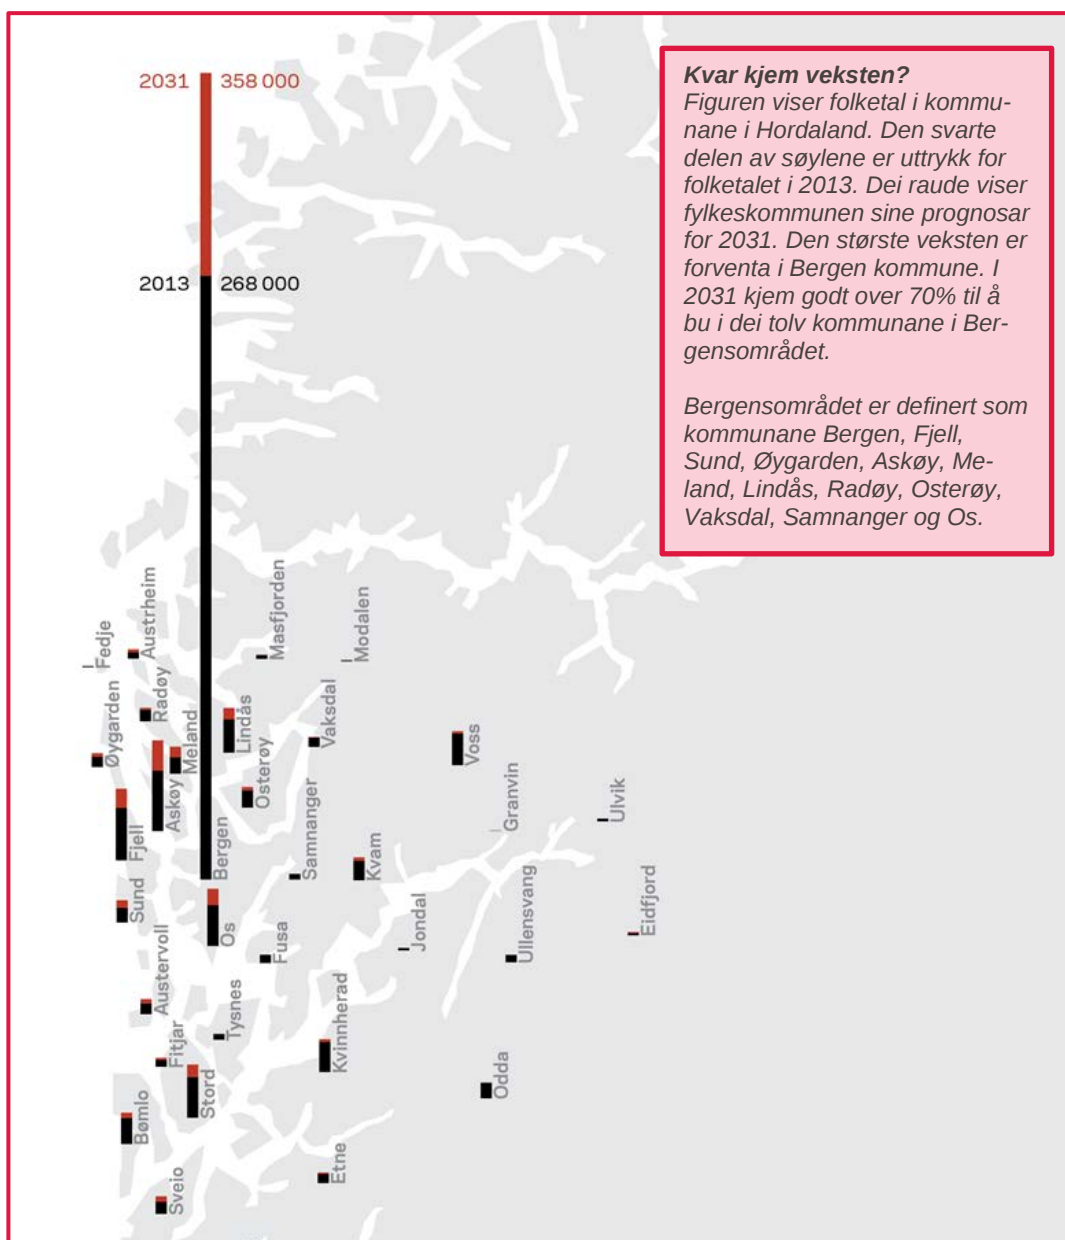 2031 358 000
2013 268 000
Kvar kjem veksten?
Figuren viser folketal i kommu-
nane i Hordaland. Den svarte
delen av søylene er uttrykk for
folketalet i 2013. Dei raude viser
fylkeskommunen sine prognosar
for 2031. Den største veksten er
forventa i Bergen kommune. I
2031 kjem godt over 70% til å
bu i dei tolv kommunane i Ber-
gensområdet.
Bergensområdet er definert som
kommunane Bergen, Fjell,
Sund, Øygarden, Askøy, Me-
land, Lindås, Radøy, Osterøy,
Vaksdal, Samnanger og Os.
Fedje
Austrheim
Masfjorden
Modalen
Øygarden
Radøy
Meland
Lindås
Vaksdal
Voss
Askøy
Osterøy
Fjell
Bergen
Samnanger
Kvam
Granvin
Ulvik
Sund
Os
Fusa
Jondal
Ullensvang
Eidfjord
Austervoll
Tysnes
Fitjar
Kvinnherad
Stord
Odda
Bømlo
Etne
Sveio